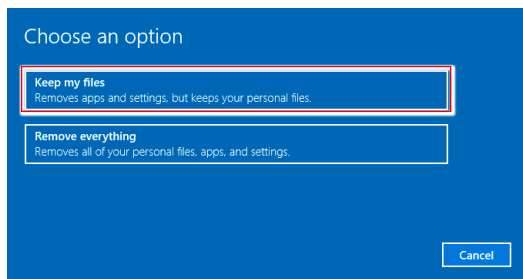 Choose an option
Keep my files
Removes apps and settings, but keeps your personal files.
Remove everything
Removes all of your personal files, apps, and settings.
Cancel